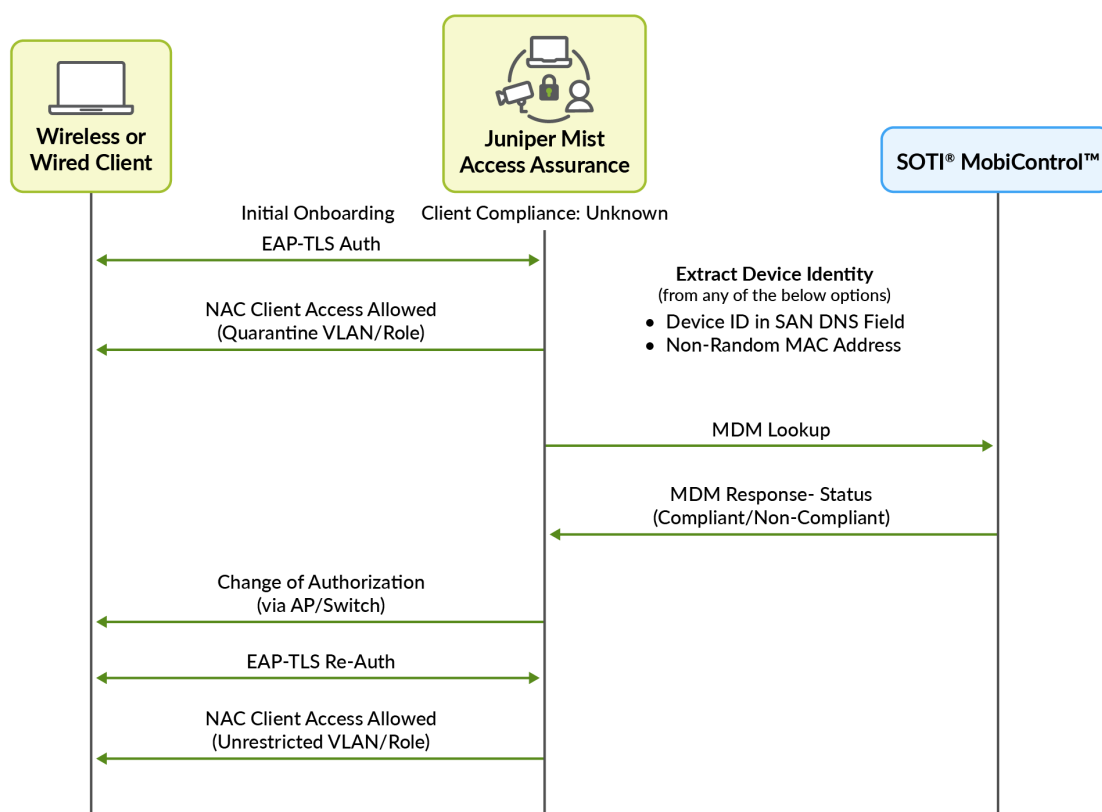 Wireless or
Wired Client
Juniper Mist
Access Assurance
SOTI® MobiControl™
Initial Onboarding
Client Compliance: Unknown
EAP-TLS Auth
Extract Device Identity
(from any of the below options)
• Device ID in SAN DNS Field
• Non-Random MAC Address
NAC Client Access Allowed
(Quarantine VLAN/Role)
MDM Lookup
MDM Response- Status
(Compliant/Non-Compliant)
Change of Authorization
(via AP/Switch)
EAP-TLS Re-Auth
NAC Client Access Allowed
(Unrestricted VLAN/Role)